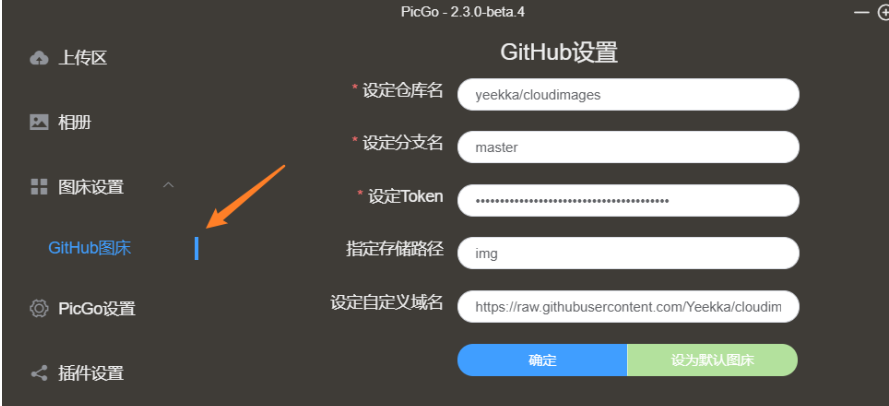 PicGo - 2.3.0-beta.4
上传区
相册
图床设置
GitHub图床
PicGo设置
插件设置
GitHub设置
* 设定仓库名 yeekka/cloudimages
* 设定分支名 master
* 设定Token ••••••••••••••••••••••••••••••••••••••••
指定存储路径 img
设定自定义域名 https://raw.githubusercontent.com/Yeekka/cloudim
确定 设为默认图床